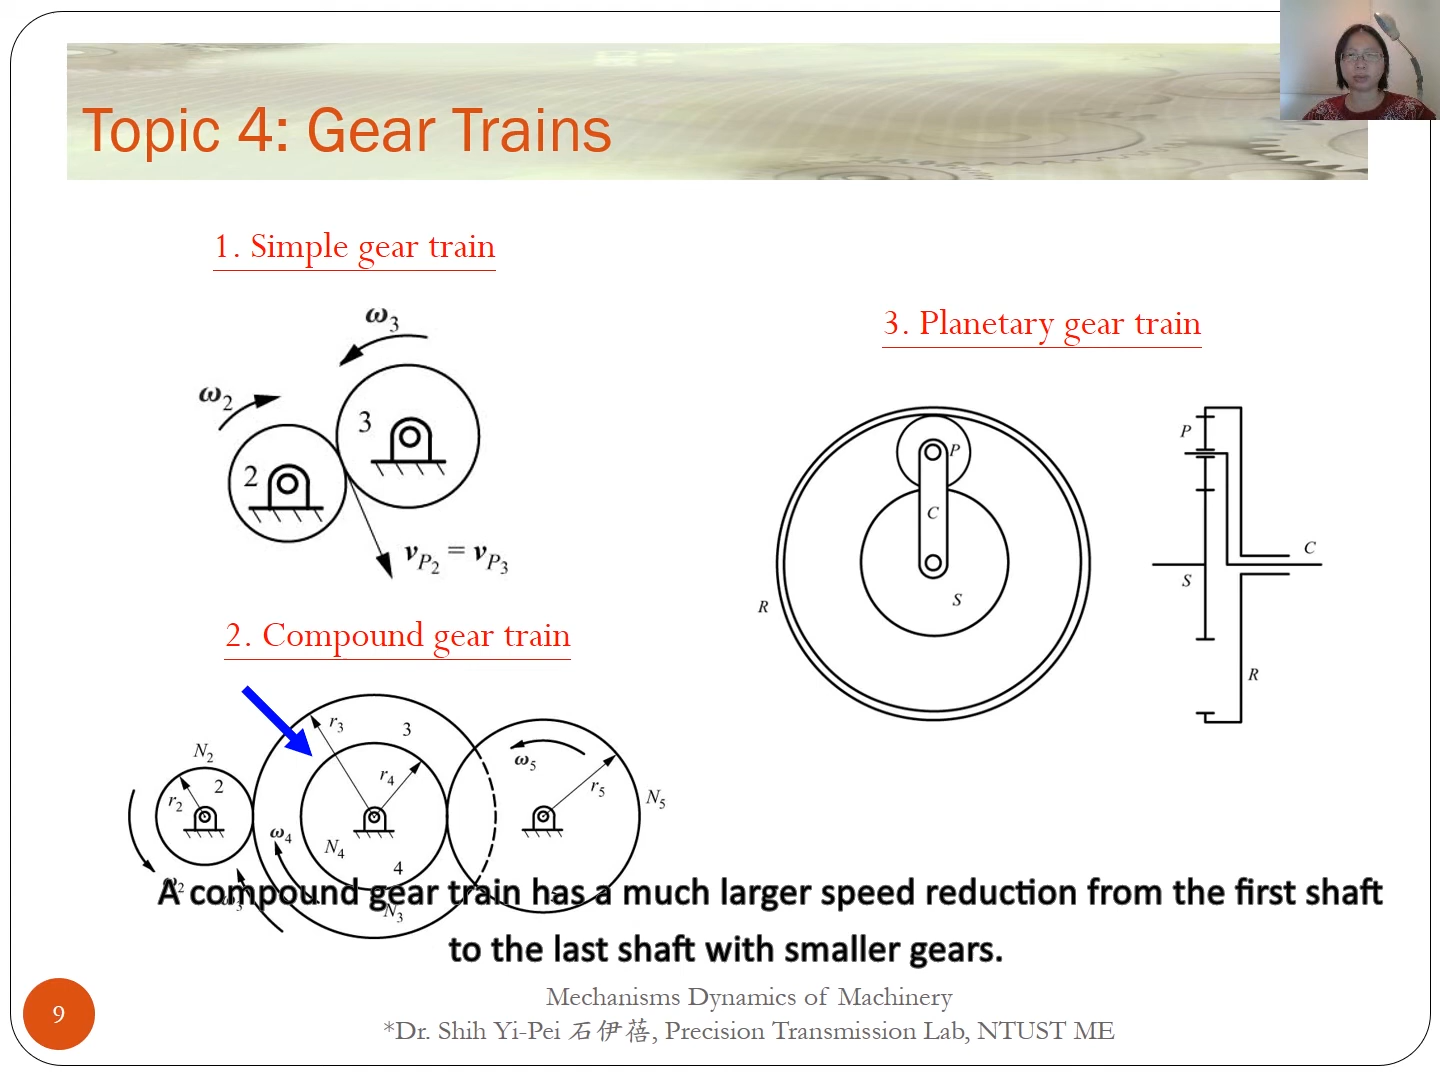 Topic 4: Gear Trains
1. Simple gear train
ω3
ω2
3
2
vP2 = vP3
2. Compound gear train
r3
3
N2
2
r2
r4
ω5
r5
N5
ω4
N4
4
ω2
ω3
N3
3. Planetary gear train
P
C
S
R
P
C
S
R
A compound gear train has a much larger speed reduction from the first shaft
to the last shaft with smaller gears.
9
Mechanisms Dynamics of Machinery
*Dr. Shih Yi-Pei 石伊蓓, Precision Transmission Lab, NTUST ME